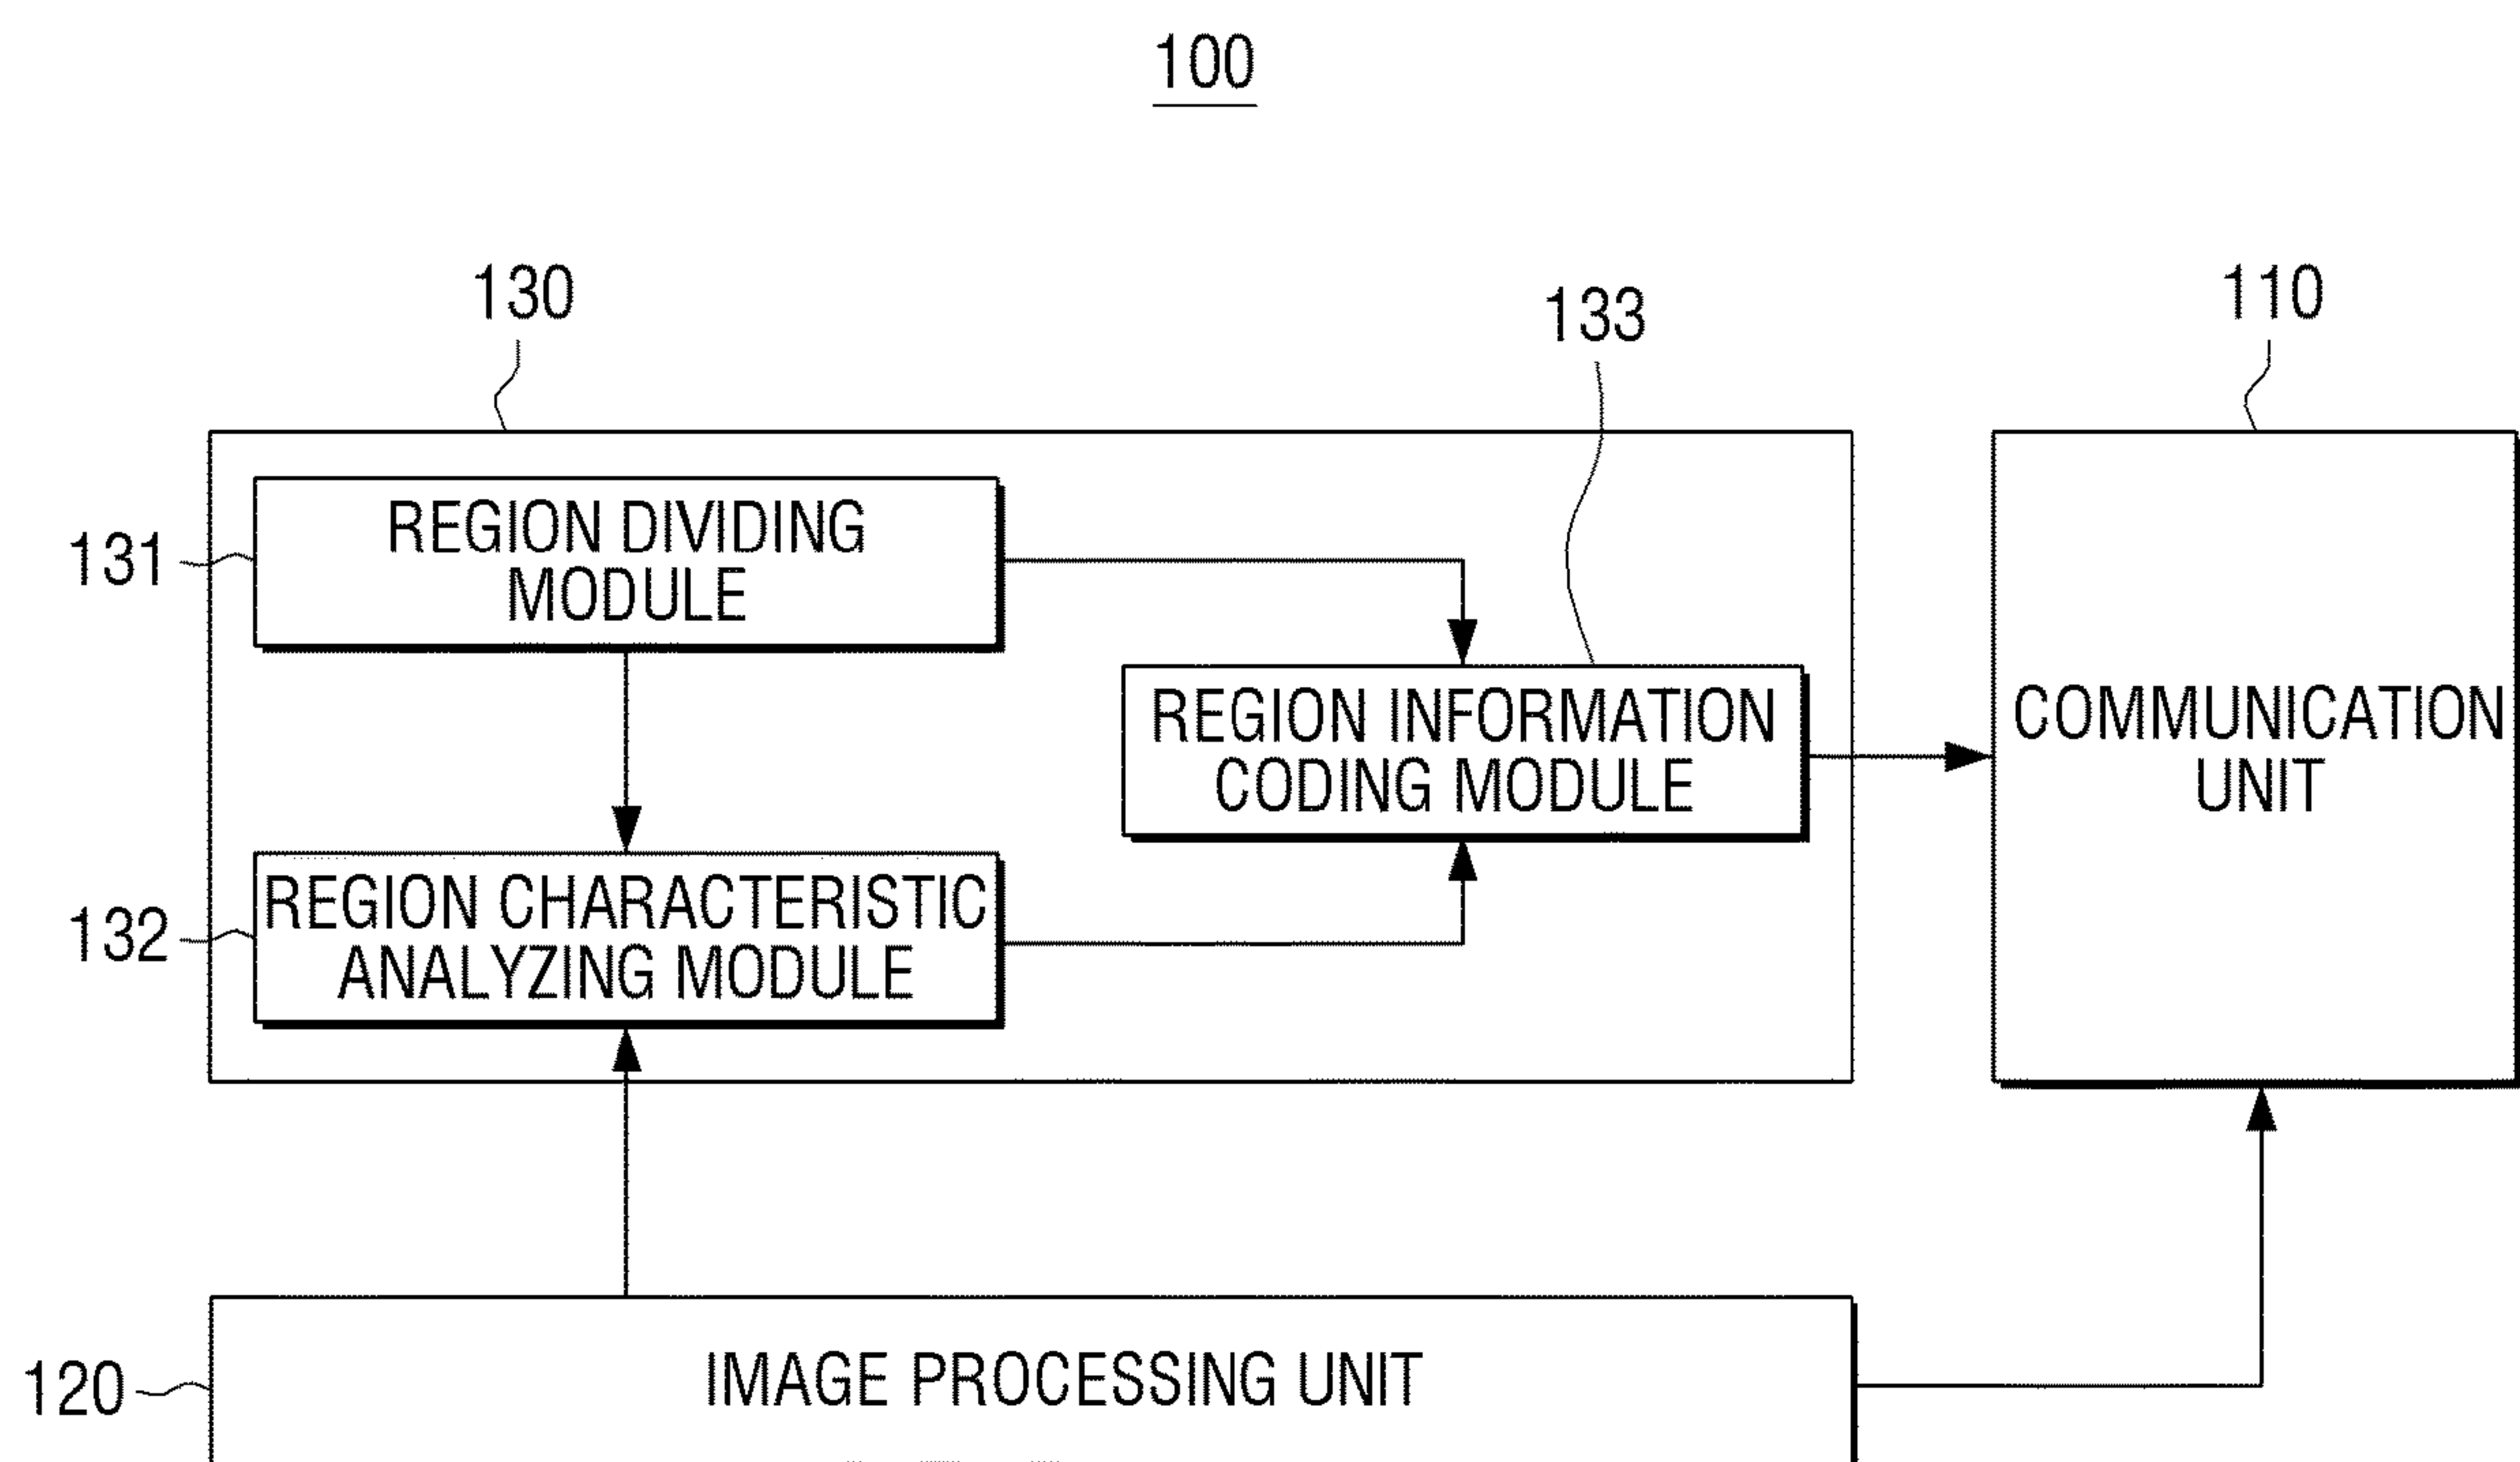 100
130
133
110
131
REGION DIVIDING
MODULE
REGION INFORMATION
CODING MODULE
COMMUNICATION
UNIT
132
REGION CHARACTERISTIC
ANALYZING MODULE
120
IMAGE PROCESSING UNIT